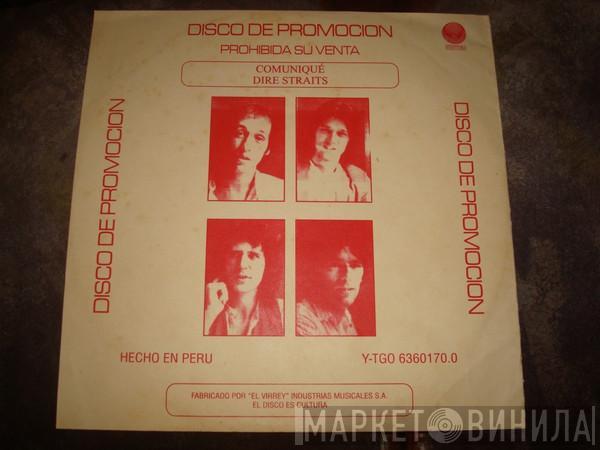 DISCO DE PROMOCION
PROHIBIDA SU VENTA
COMUNIQUÉ
DIRE STRAITS
DISCO DE PROMOCION
DISCO DE PROMOCION
HECHO EN PERU
Y-TGO 6360170.0
FABRICADO POR "EL VIRREY" INDUSTRIAS MUSICALES S.A.
EL DISCO ES CULTURA
МАРКЕТ ВИНИЛА